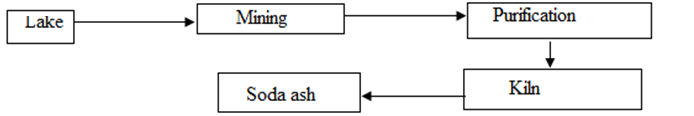 Lake
Mining
Purification
Kiln
Soda ash